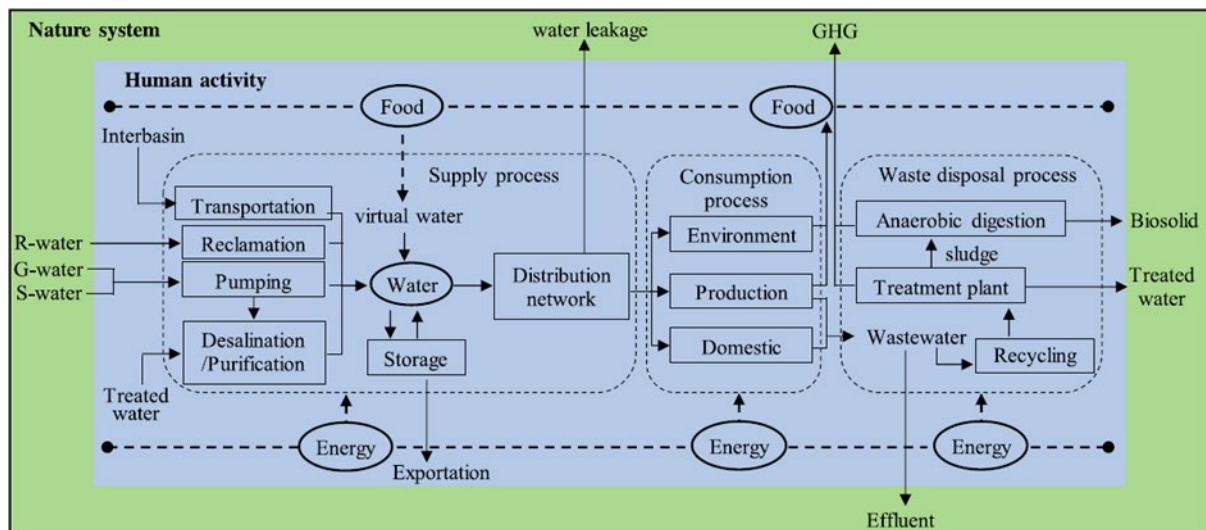 Nature system
water leakage
GHG
Human activity
Food
Food
Interbasin
Supply process
Consumption
process
Waste disposal process
Transportation
virtual water
Environment
Anaerobic digestion
Biosolid
R-water
Reclamation
sludge
G-water
S-water
Pumping
Water
Distribution
network
Production
Treatment plant
Treated
water
Desalination
/Purification
Storage
Domestic
Wastewater
Recycling
Treated
water
Energy
Energy
Energy
Exportation
Effluent